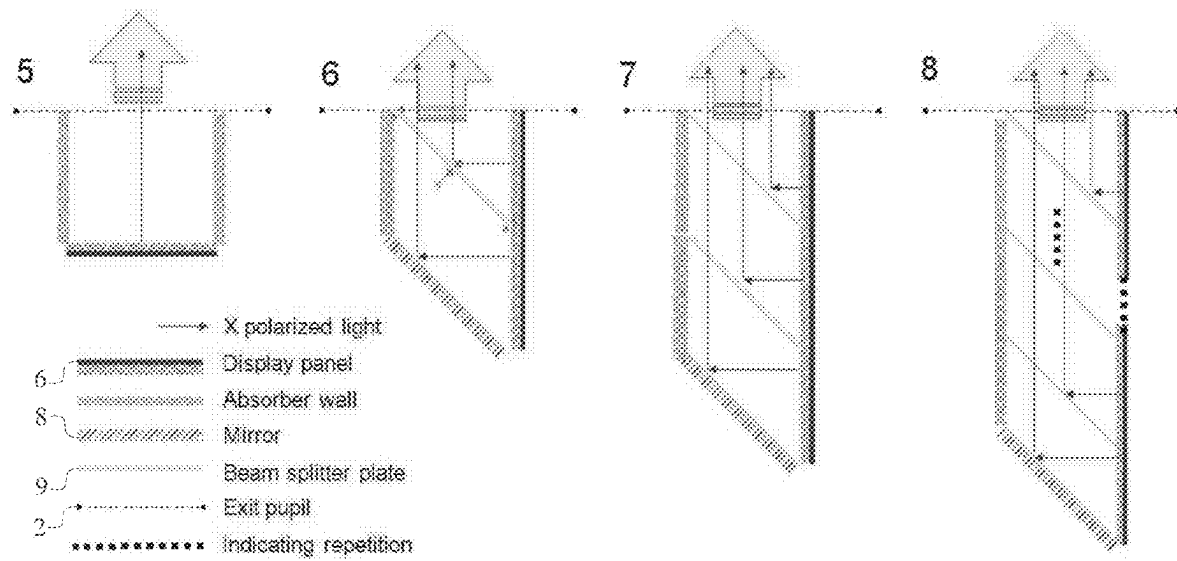 5
6
7
8
X polarized light
6 Display panel
Absorber wall
8 Mirror
9 Beam splitter plate
2 Exit pupil
Indicating repetition